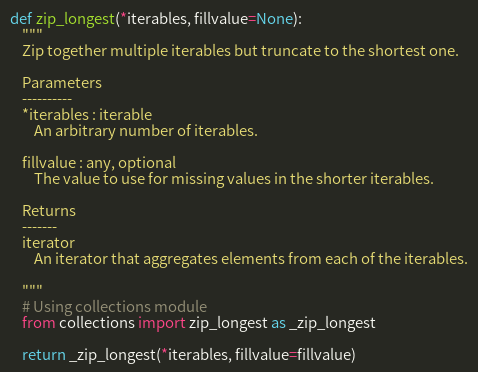 def zip_longest(*iterables, fillvalue=None):
"""
Zip together multiple iterables but truncate to the shortest one.
Parameters
----------
*iterables : iterable
An arbitrary number of iterables.
fillvalue : any, optional
The value to use for missing values in the shorter iterables.
Returns
-------
iterator
An iterator that aggregates elements from each of the iterables.
"""
# Using collections module
from collections import zip_longest as _zip_longest
return _zip_longest(*iterables, fillvalue=fillvalue)